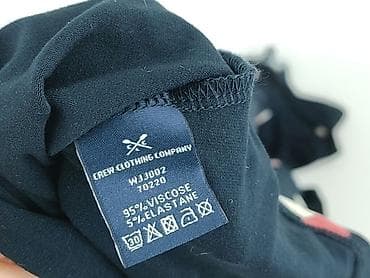 CREW CLOTHING COMPANY
WJJ002
70220
95% VISCOSE
5% ELASTANE
30